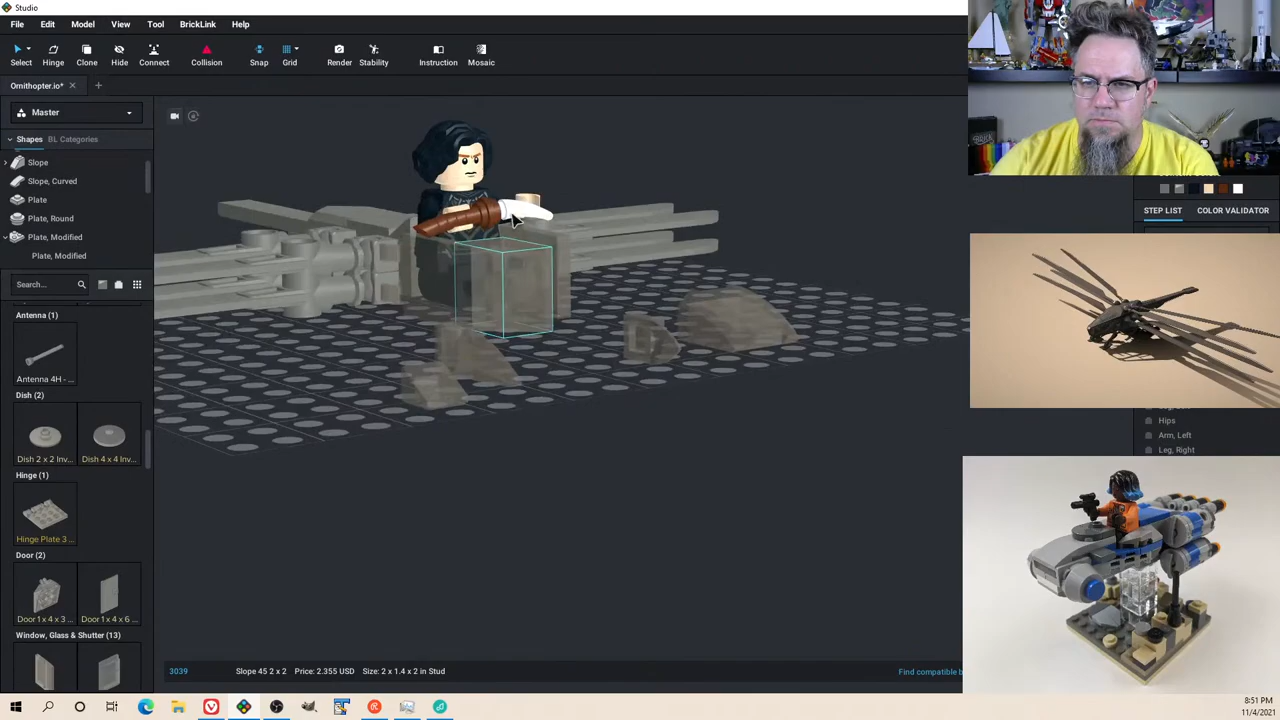 Studio
File Edit Model View Tool BrickLink Help
Select Hinge Clone Hide Connect Collision Snap Grid Render Stability Instruction Mosaic
Ornithopter.io*
Master
Shapes BL Categories
Slope
Slope, Curved
Plate
Plate, Round
Plate, Modified
Plate, Modified
Search...
Antenna (1)
Antenna 4H - ...
Dish (2)
Dish 2 x 2 Inv... Dish 4 x 4 Inv...
Hinge (1)
Hinge Plate 3 ...
Door (2)
Door 1 x 4 x 3 ... Door 1 x 4 x 6 ...
Window, Glass & Shutter (13)
STEP LIST COLOR VALIDATOR
Hips
Arm, Left
Leg, Right
3039 Slope 45 2 x 2 Price: 2.355 USD Size: 2 x 1.4 x 2 in Stud Find compatible b
8:51 PM
11/4/2021